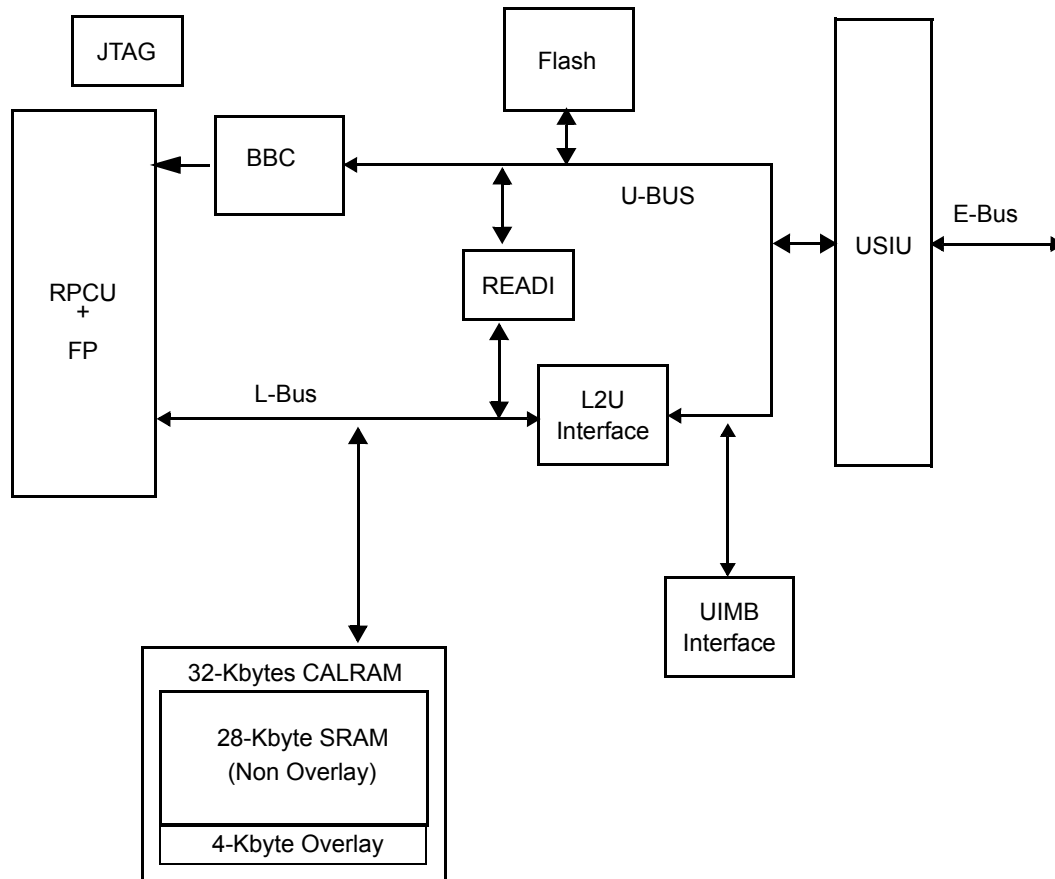 JTAG
Flash
BBC
U-BUS
E-Bus
USIU
READI
RPCU
+
FP
L-Bus
L2U
Interface
UIMB
Interface
32-Kbytes CALRAM
28-Kbyte SRAM
(Non Overlay)
4-Kbyte Overlay